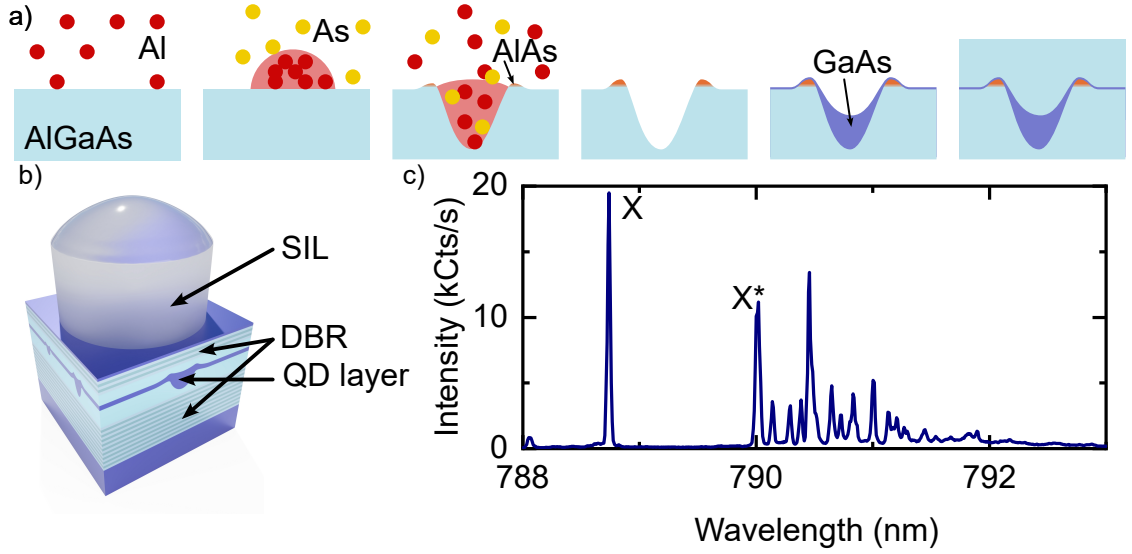 a)
Al
As
AlAs
GaAs
AlGaAs
b)
SIL
DBR
QD layer
c)
20
10
0
Intensity (kCts/s)
X
X*
788
790
792
Wavelength (nm)